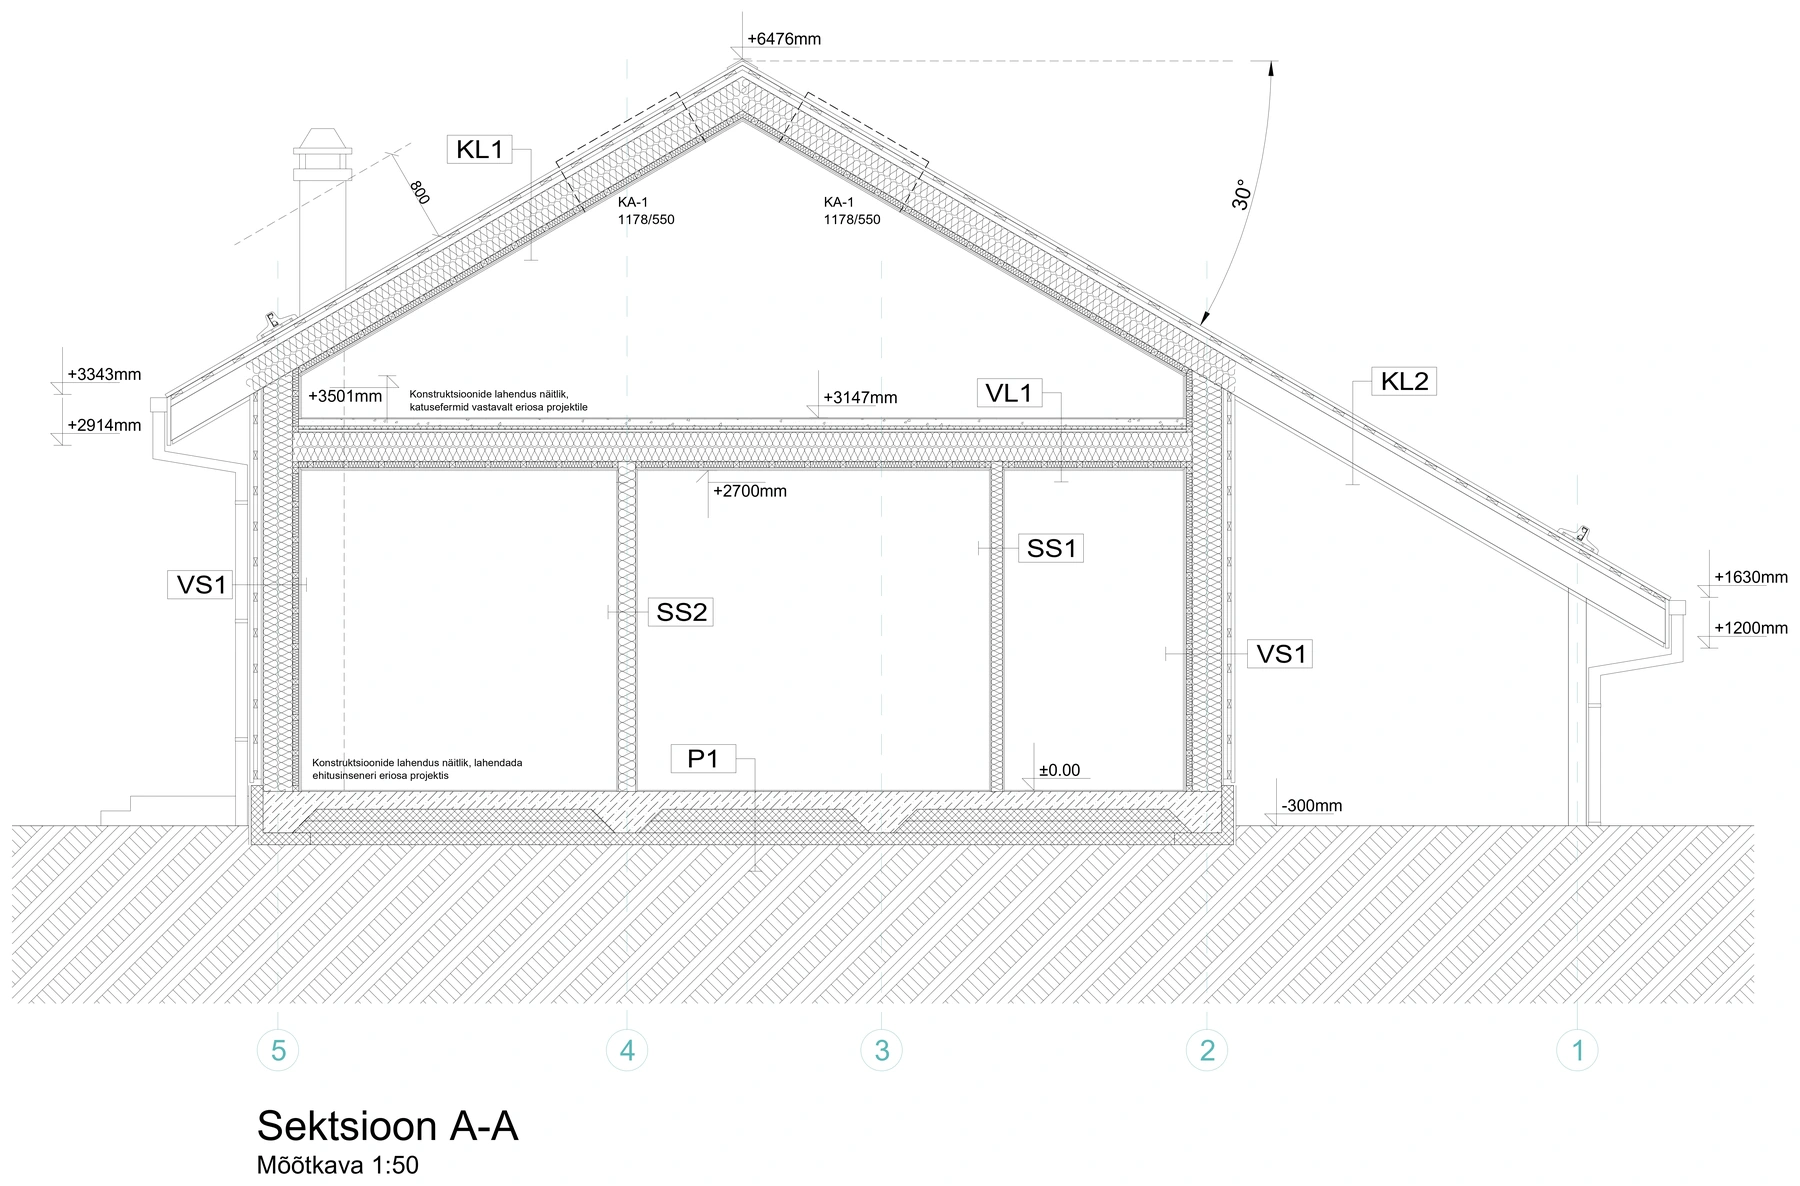 +6476mm
KL1
800
30°
KA-1
1178/550
KA-1
1178/550
+3343mm
+2914mm
+3501mm
Konstruktsioonide lahendus näitlik,
katusefermid vastavalt eriosa projektile
+3147mm
VL1
KL2
+2700mm
SS1
VS1
SS2
+1630mm
+1200mm
VS1
P1
±0.00
Konstruktsioonide lahendus näitlik, lahendada
ehitusinseneri eriosa projektis
-300mm
5
4
3
2
1
Sektsioon A-A
Mõõtkava 1:50